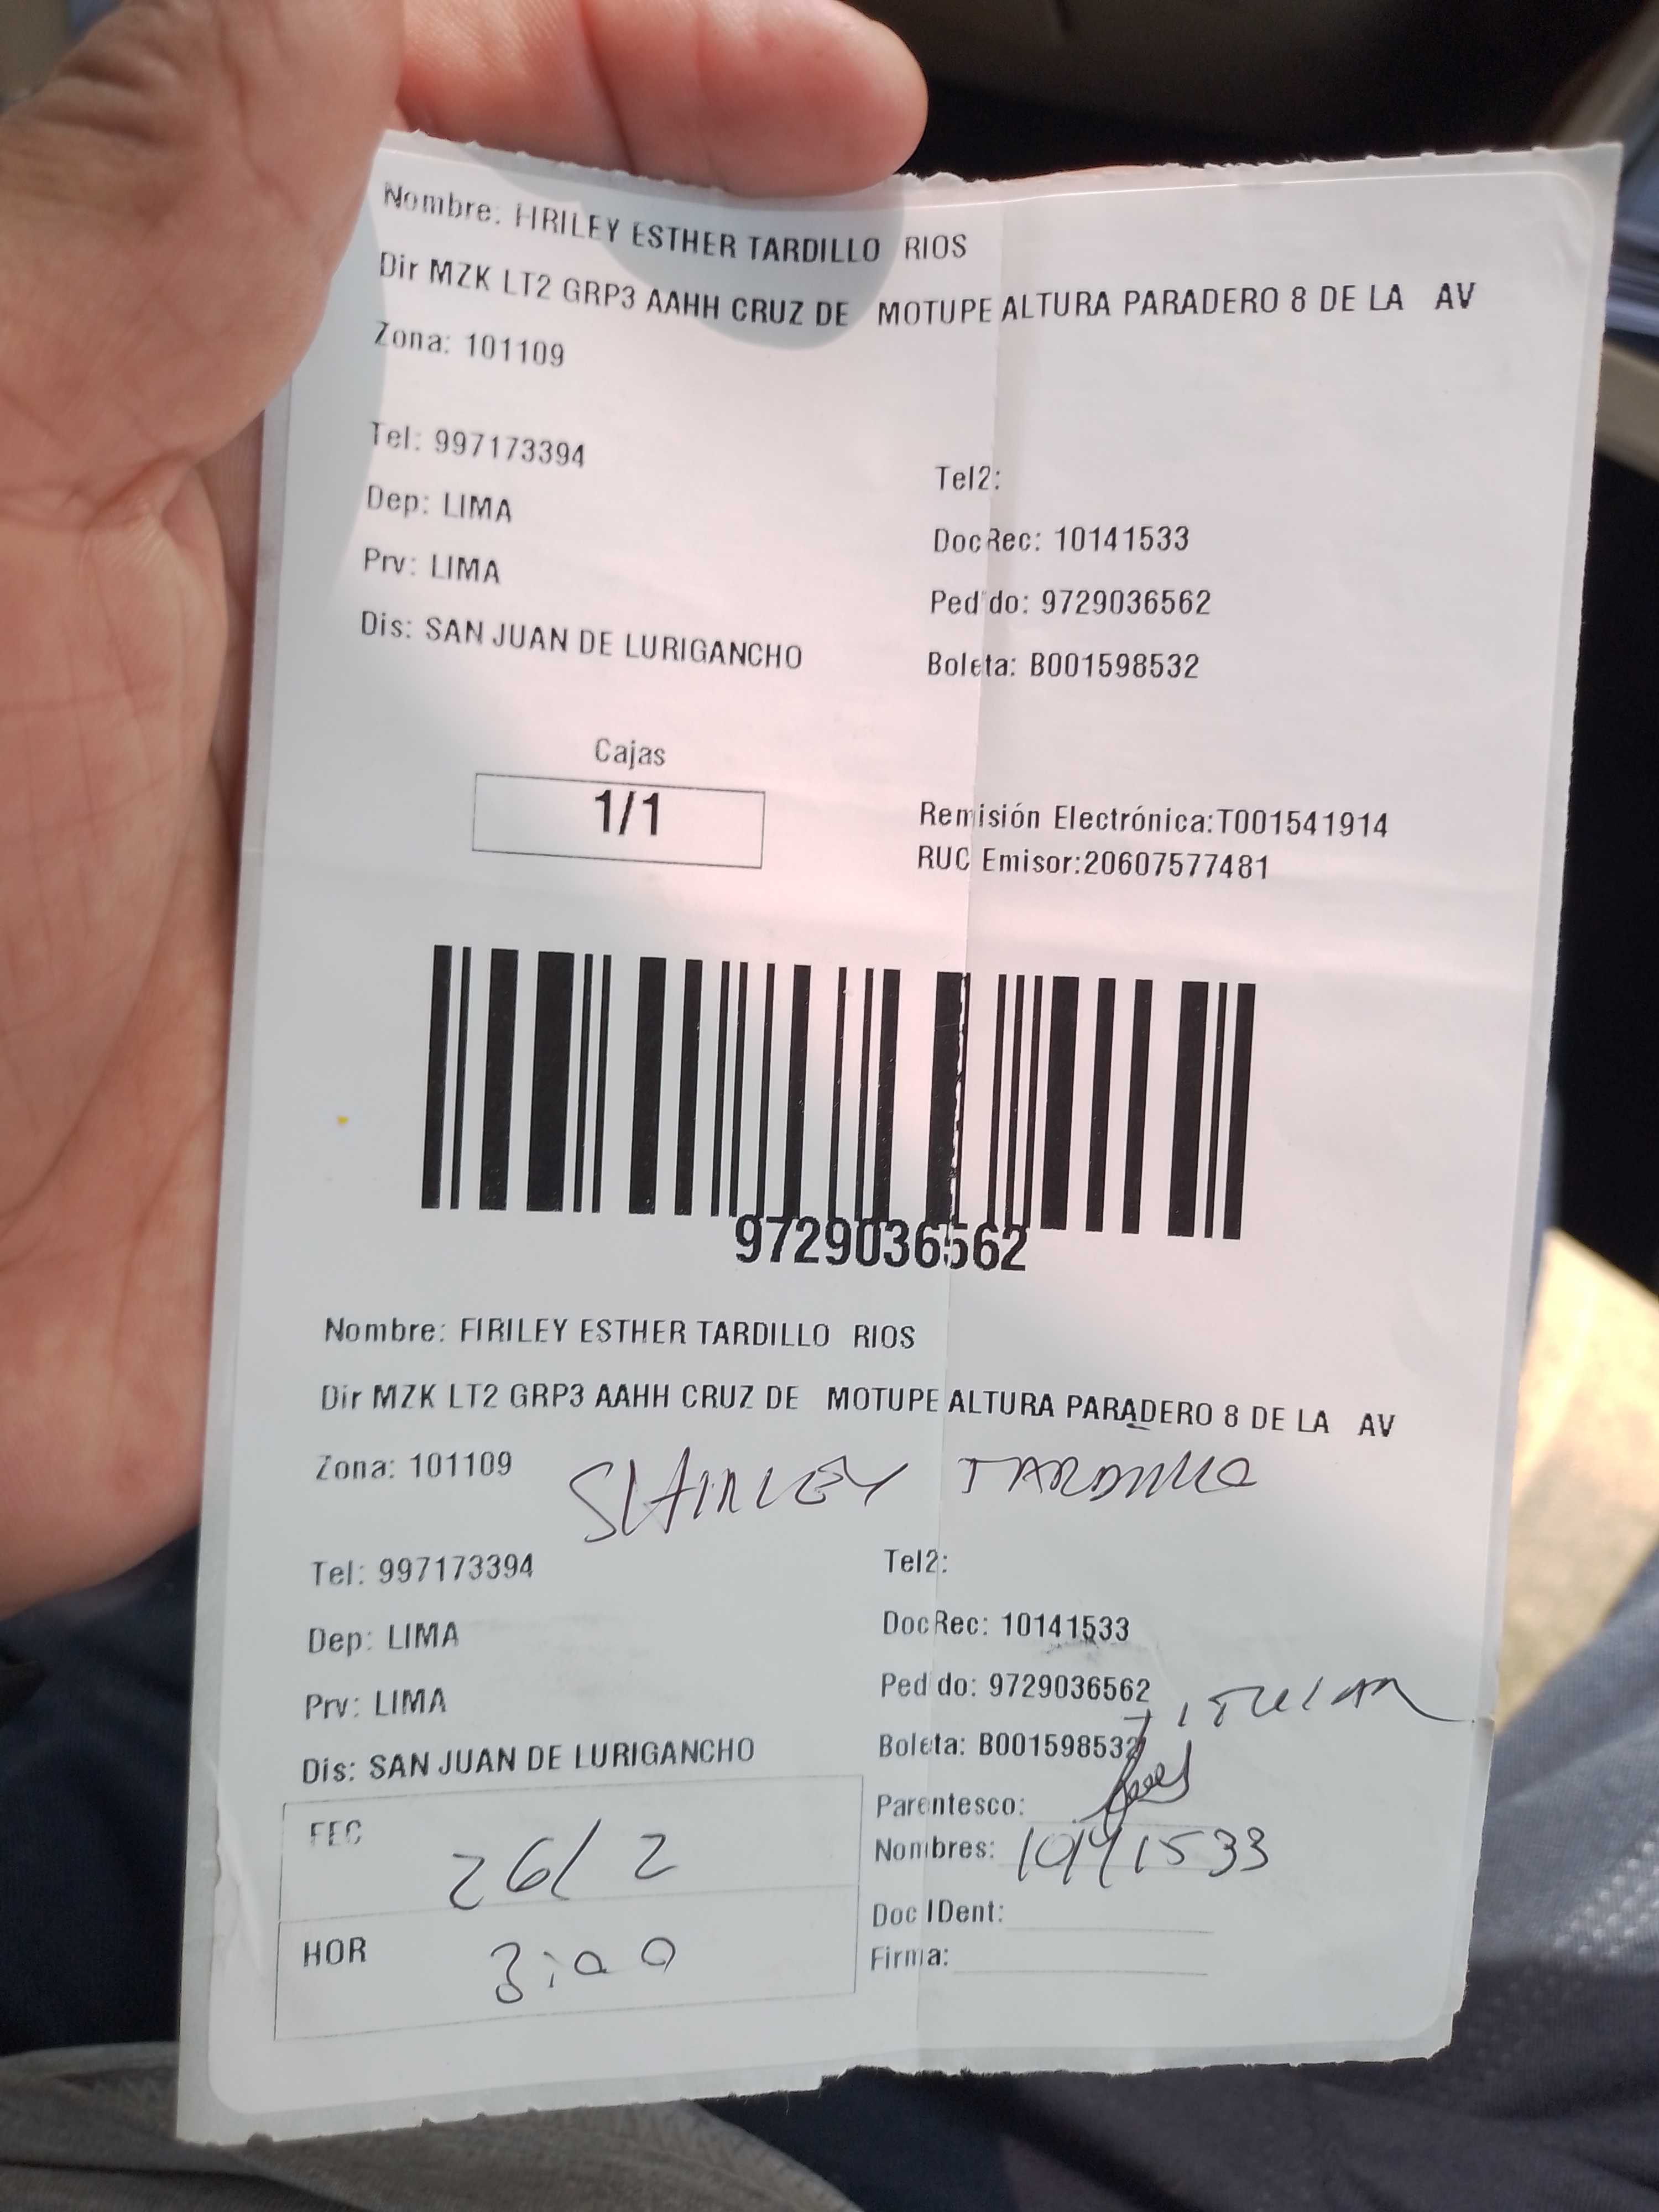 Nombre: FIRILEY ESTHER TARDILLO RIOS
Dir MZK LT2 GRP3 AAHH CRUZ DE MOTUPE ALTURA PARADERO 8 DE LA AV
Zona: 101109
Tel: 997173394
Tel2:
Dep: LIMA
DocRec: 10141533
Prv: LIMA
Pedido: 9729036562
Dis: SAN JUAN DE LURIGANCHO
Boleta: B001598532
Cajas
1/1
Remisión Electrónica:T001541914
RUC Emisor:20607577481
9729036562
Nombre: FIRILEY ESTHER TARDILLO RIOS
Dir MZK LT2 GRP3 AAHH CRUZ DE MOTUPE ALTURA PARADERO 8 DE LA AV
Zona: 101109
SHIRLEY TARDILLO
Tel: 997173394
Tel2:
Dep: LIMA
DocRec: 10141533
Prv: LIMA
Pedido: 9729036562
TITULAR
Dis: SAN JUAN DE LURIGANCHO
Boleta: B001598532
Parentesco:
FEC 26/2
Nombres: 10141533
Doc IDent:
HOR 3:00
Firma: